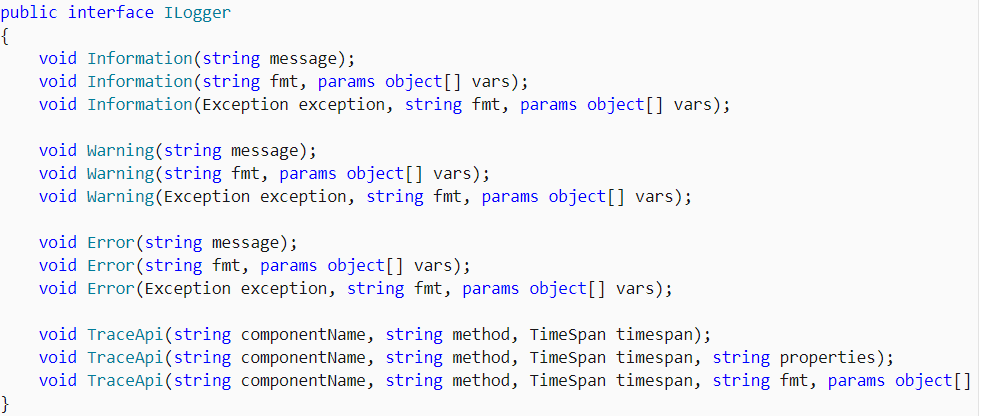 public interface ILogger
{
    void Information(string message);
    void Information(string fmt, params object[] vars);
    void Information(Exception exception, string fmt, params object[] vars);

    void Warning(string message);
    void Warning(string fmt, params object[] vars);
    void Warning(Exception exception, string fmt, params object[] vars);

    void Error(string message);
    void Error(string fmt, params object[] vars);
    void Error(Exception exception, string fmt, params object[] vars);

    void TraceApi(string componentName, string method, TimeSpan timespan);
    void TraceApi(string componentName, string method, TimeSpan timespan, string properties);
    void TraceApi(string componentName, string method, TimeSpan timespan, string fmt, params object[]
}